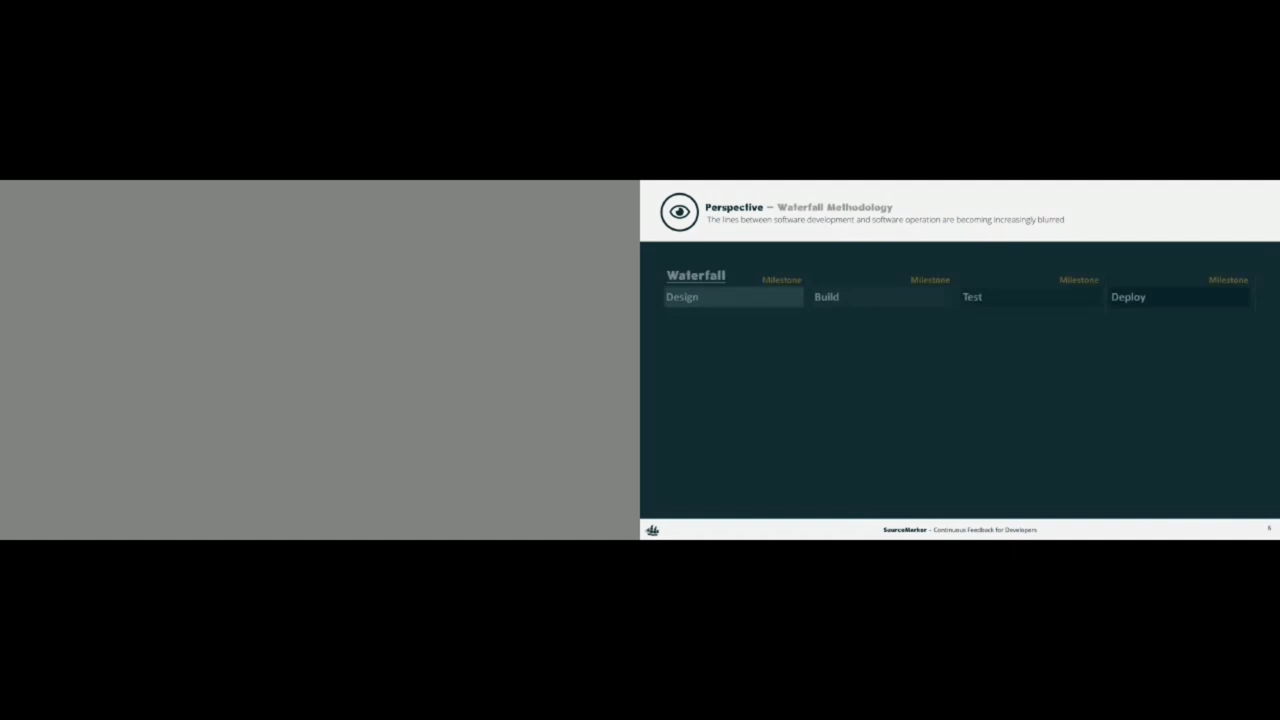 Perspective – Waterfall Methodology
The lines between software development and software operation are becoming increasingly blurred
Waterfall
Milestone Milestone Milestone Milestone
Design Build Test Deploy
SourceMarker – Continuous Feedback for Developers
6